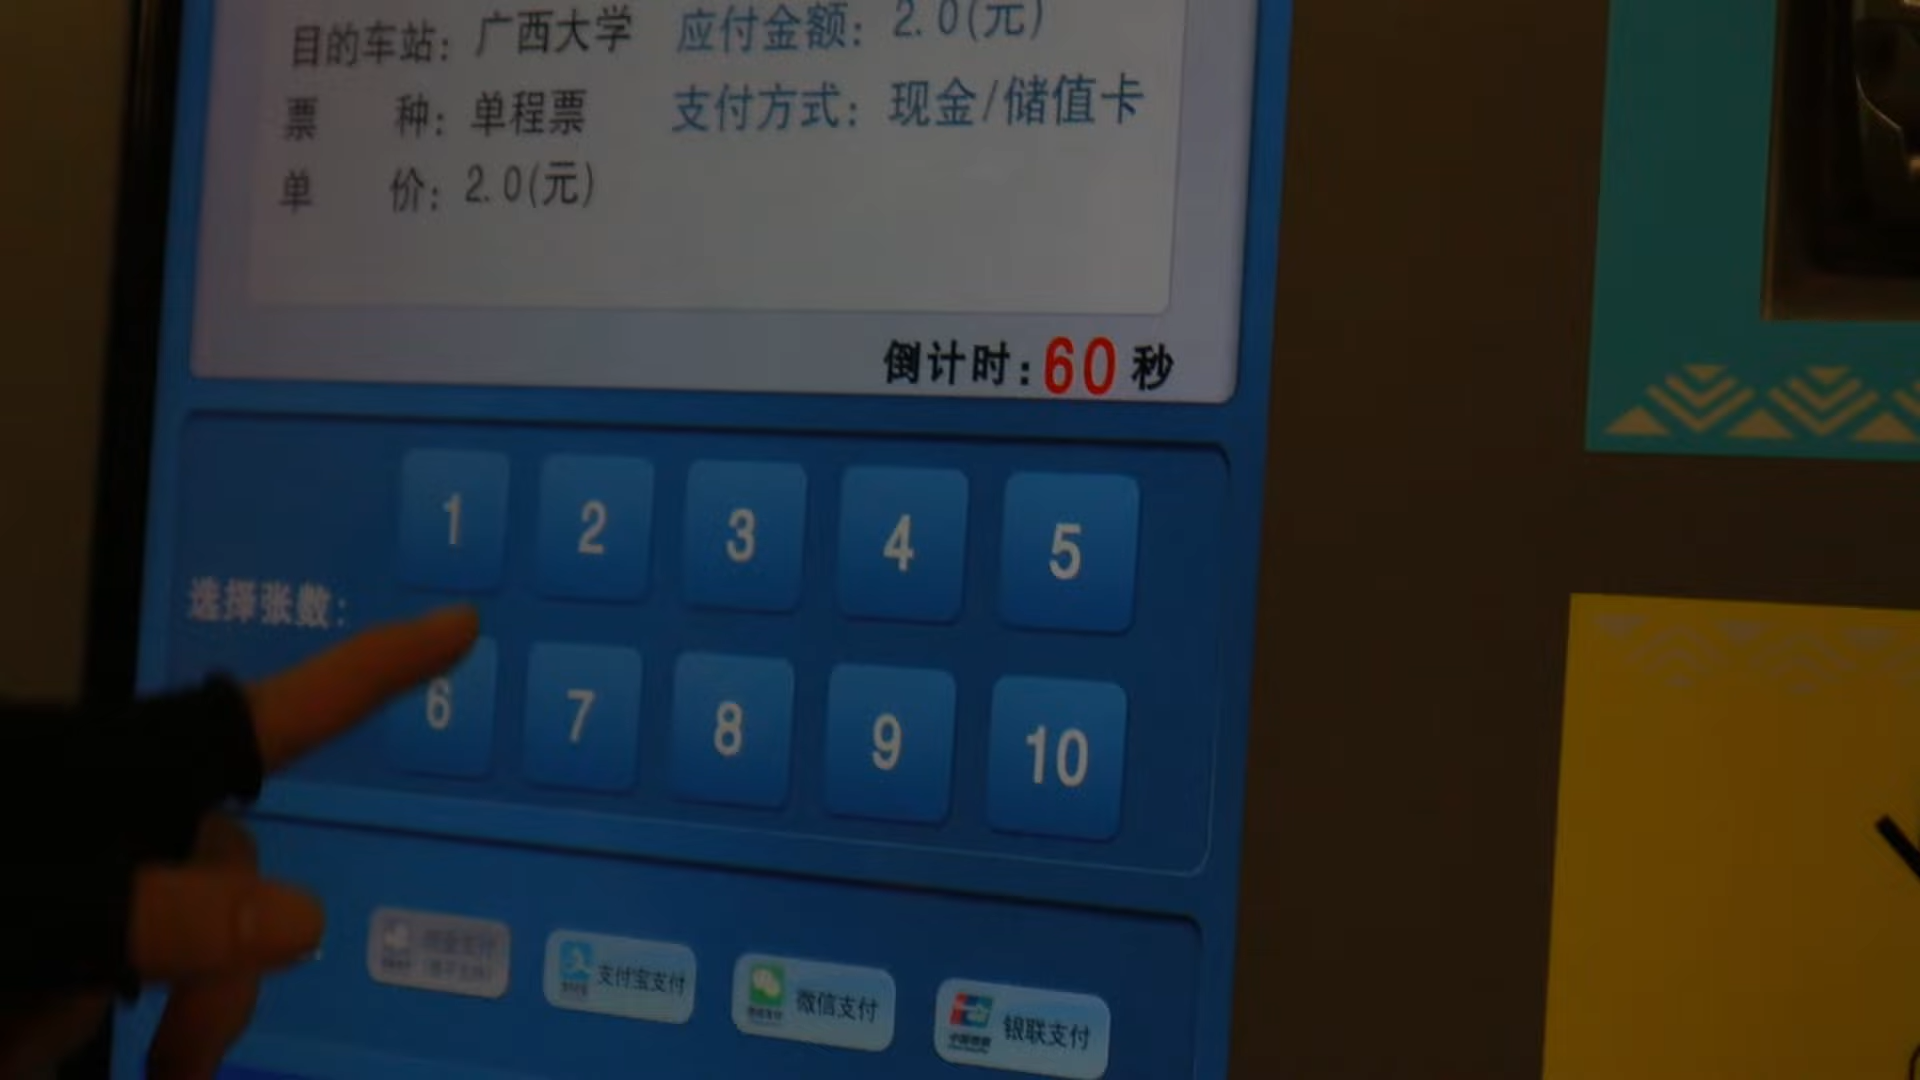 目的车站：广西大学 应付金额：2.0(元)
票 种：单程票 支付方式：现金/储值卡
单 价：2.0(元)
倒计时：60 秒
1 2 3 4 5
选择张数：
6 7 8 9 10
支付宝支付 微信支付 银联支付